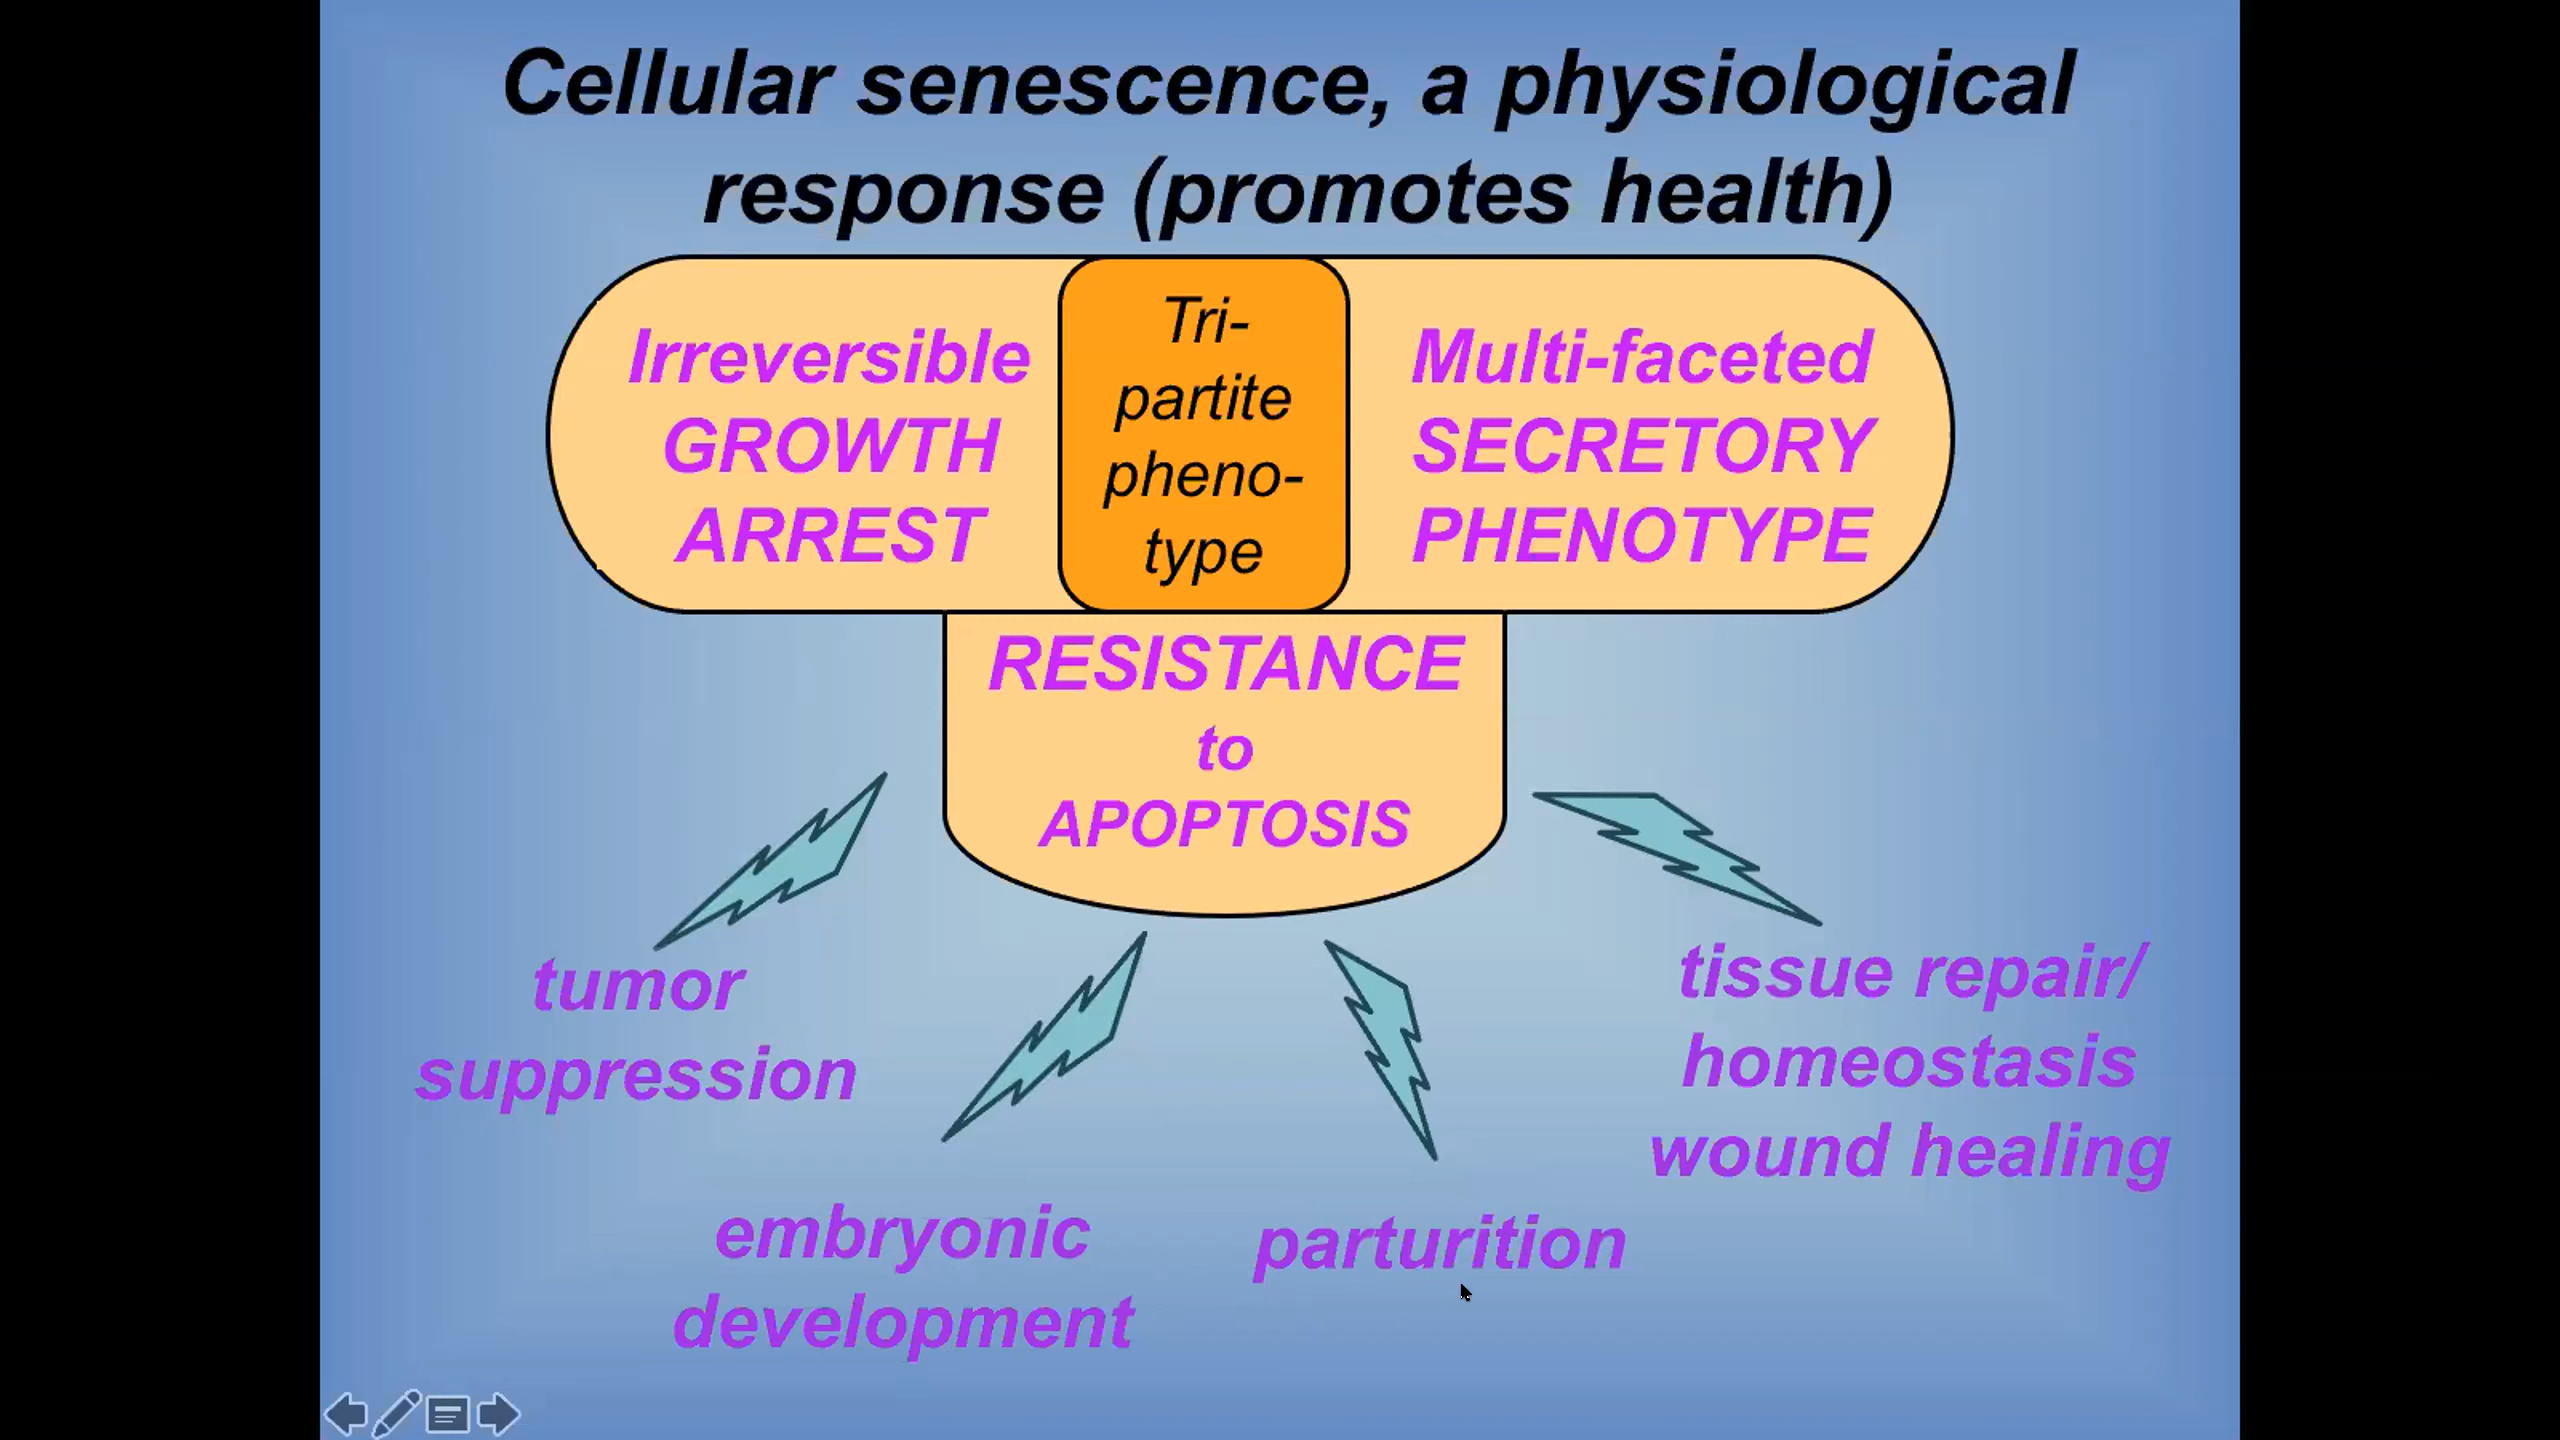 Cellular senescence, a physiological
response (promotes health)
Irreversible
GROWTH
ARREST
Tri-
partite
pheno-
type
Multi-faceted
SECRETORY
PHENOTYPE
RESISTANCE
to
APOPTOSIS
tumor
suppression
embryonic
development
parturition
tissue repair/
homeostasis
wound healing